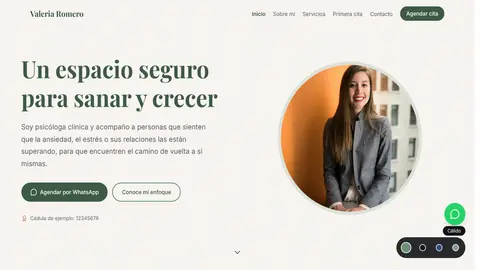 Valeria Romero
Inicio
Sobre mí
Servicios
Primera cita
Contacto
Agendar cita
Un espacio seguro
para sanar y crecer
Soy psicóloga clínica y acompaño a personas que sienten
que la ansiedad, el estrés o sus relaciones las están
superando, para que encuentren el camino de vuelta a sí
mismas.
Agendar por WhatsApp
Conoce mi enfoque
Cédula de ejemplo: 12345678
Cálido